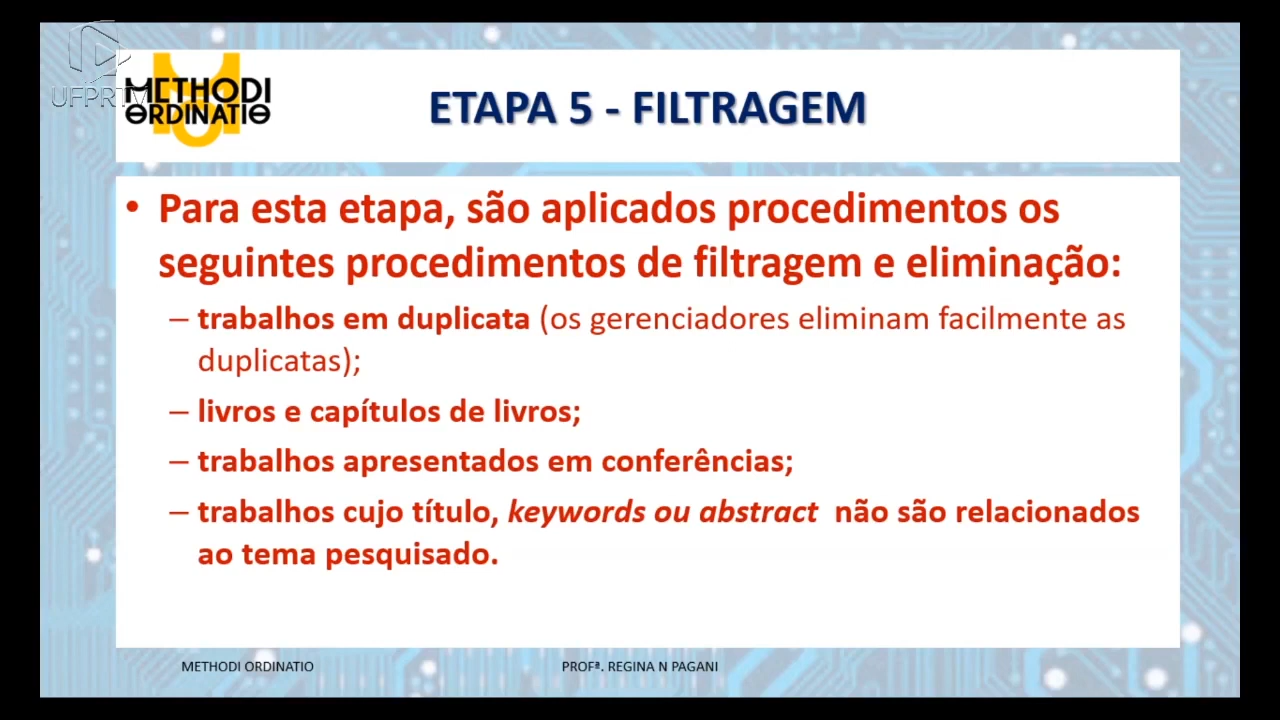 UFPRTV
METHODI
ORDINATIO
ETAPA 5 - FILTRAGEM
• Para esta etapa, são aplicados procedimentos os
seguintes procedimentos de filtragem e eliminação:
– trabalhos em duplicata (os gerenciadores eliminam facilmente as
duplicatas);
– livros e capítulos de livros;
– trabalhos apresentados em conferências;
– trabalhos cujo título, keywords ou abstract não são relacionados
ao tema pesquisado.
METHODI ORDINATIO
PROFª. REGINA N PAGANI